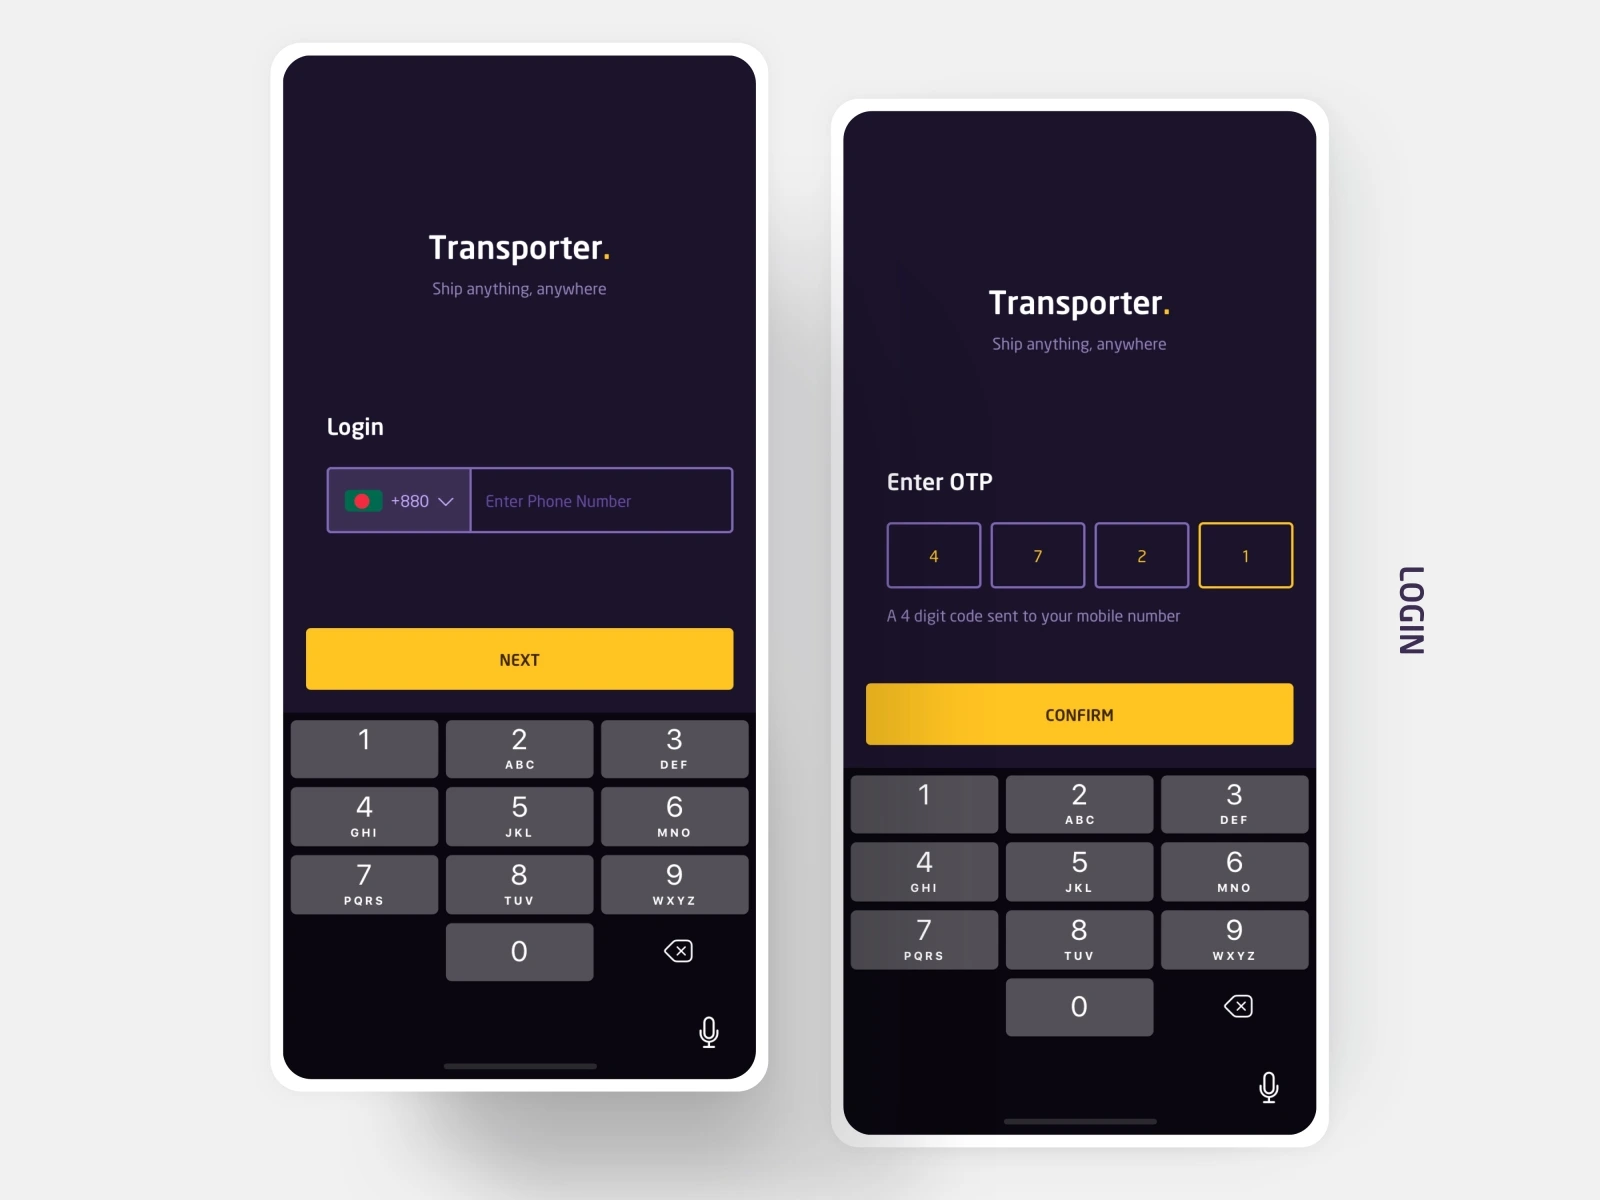 Transporter.
Ship anything, anywhere
Login
+880 Enter Phone Number
NEXT
1 2 3
ABC DEF
4 5 6
GHI JKL MNO
7 8 9
PQRS TUV WXYZ
0
Transporter.
Ship anything, anywhere
Enter OTP
4 7 2 1
A 4 digit code sent to your mobile number
CONFIRM
1 2 3
ABC DEF
4 5 6
GHI JKL MNO
7 8 9
PQRS TUV WXYZ
0
LOGIN